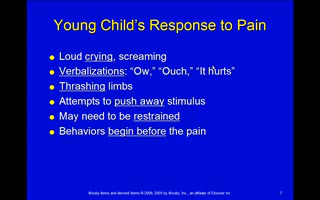 Young Child's Response to Pain
Loud crying, screaming
Verbalizations: “Ow,” “Ouch,” “It hurts”
Thrashing limbs
Attempts to push away stimulus
May need to be restrained
Behaviors begin before the pain
Mosby items and derived items © 2009, 2005 by Mosby, Inc., an affiliate of Elsevier Inc.
7